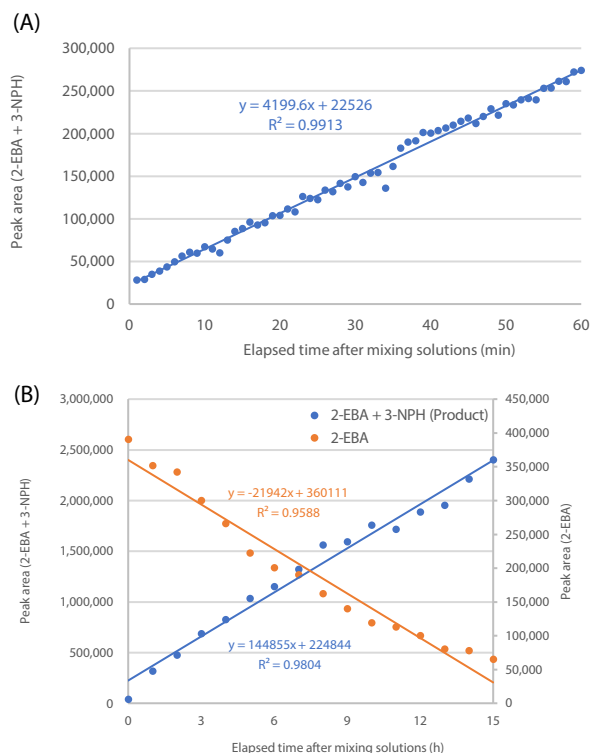 (A)
300,000
250,000
200,000
150,000
100,000
50,000
0
Peak area (2-EBA + 3-NPH)
y = 4199.6x + 22526
R² = 0.9913
0 10 20 30 40 50 60
Elapsed time after mixing solutions (min)
(B)
3,000,000
2,500,000
2,000,000
1,500,000
1,000,000
500,000
0
Peak area (2-EBA + 3-NPH)
2-EBA + 3-NPH (Product)
2-EBA
y = -21942x + 360111
R² = 0.9588
y = 144855x + 224844
R² = 0.9804
450,000
400,000
350,000
300,000
250,000
200,000
150,000
100,000
50,000
0
Peak area (2-EBA)
0 3 6 9 12 15
Elapsed time after mixing solutions (h)